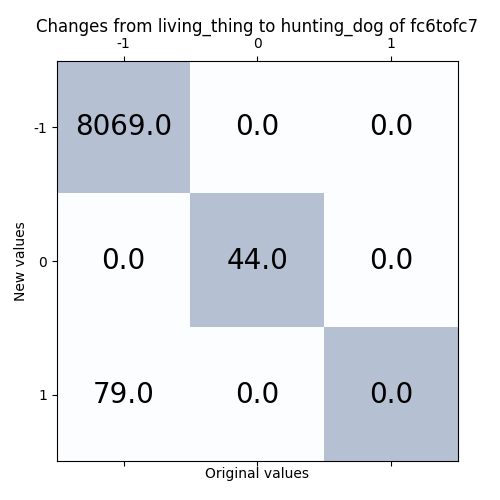 Changes from living_thing to hunting_dog of fc6tofc7
-1 0 1
-1 8069.0 0.0 0.0
0 0.0 44.0 0.0
1 79.0 0.0 0.0
New values
Original values